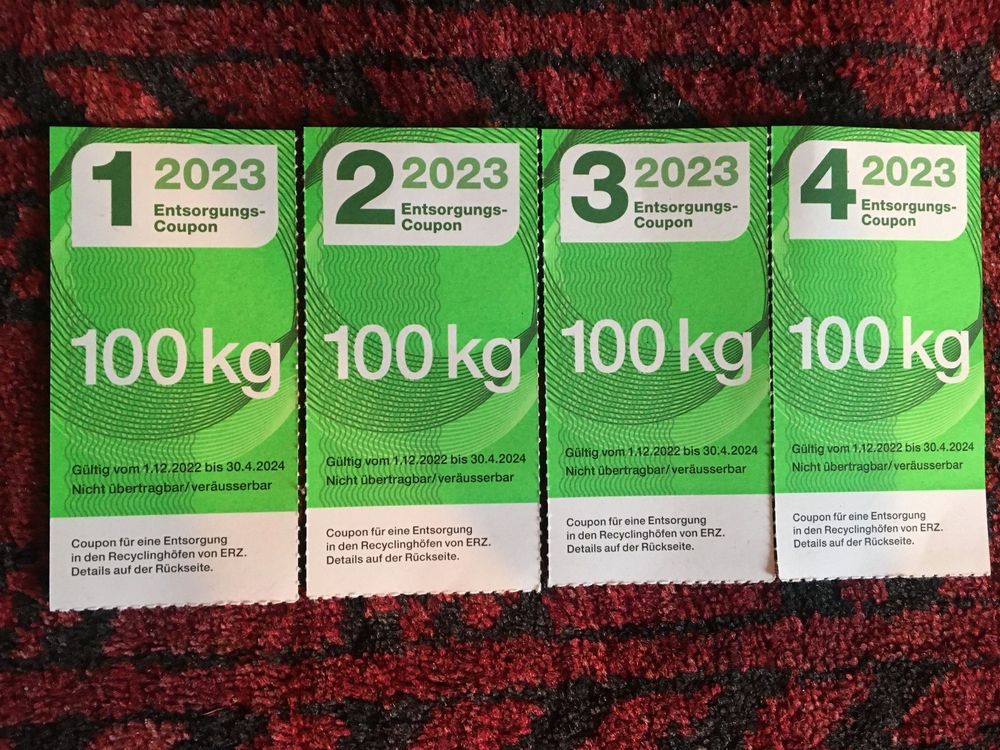 1 2023
Entsorgungs-
Coupon
100 kg
Gültig vom 1.12.2022 bis 30.4.2024
Nicht übertragbar/veräusserbar
Coupon für eine Entsorgung
in den Recyclinghöfen von ERZ.
Details auf der Rückseite.
2 2023
Entsorgungs-
Coupon
100 kg
Gültig vom 1.12.2022 bis 30.4.2024
Nicht übertragbar/veräusserbar
Coupon für eine Entsorgung
in den Recyclinghöfen von ERZ.
Details auf der Rückseite.
3 2023
Entsorgungs-
Coupon
100 kg
Gültig vom 1.12.2022 bis 30.4.2024
Nicht übertragbar/veräusserbar
Coupon für eine Entsorgung
in den Recyclinghöfen von ERZ.
Details auf der Rückseite.
4 2023
Entsorgungs-
Coupon
100 kg
Gültig vom 1.12.2022 bis 30.4.2024
Nicht übertragbar/veräusserbar
Coupon für eine Entsorgung
in den Recyclinghöfen von ERZ.
Details auf der Rückseite.